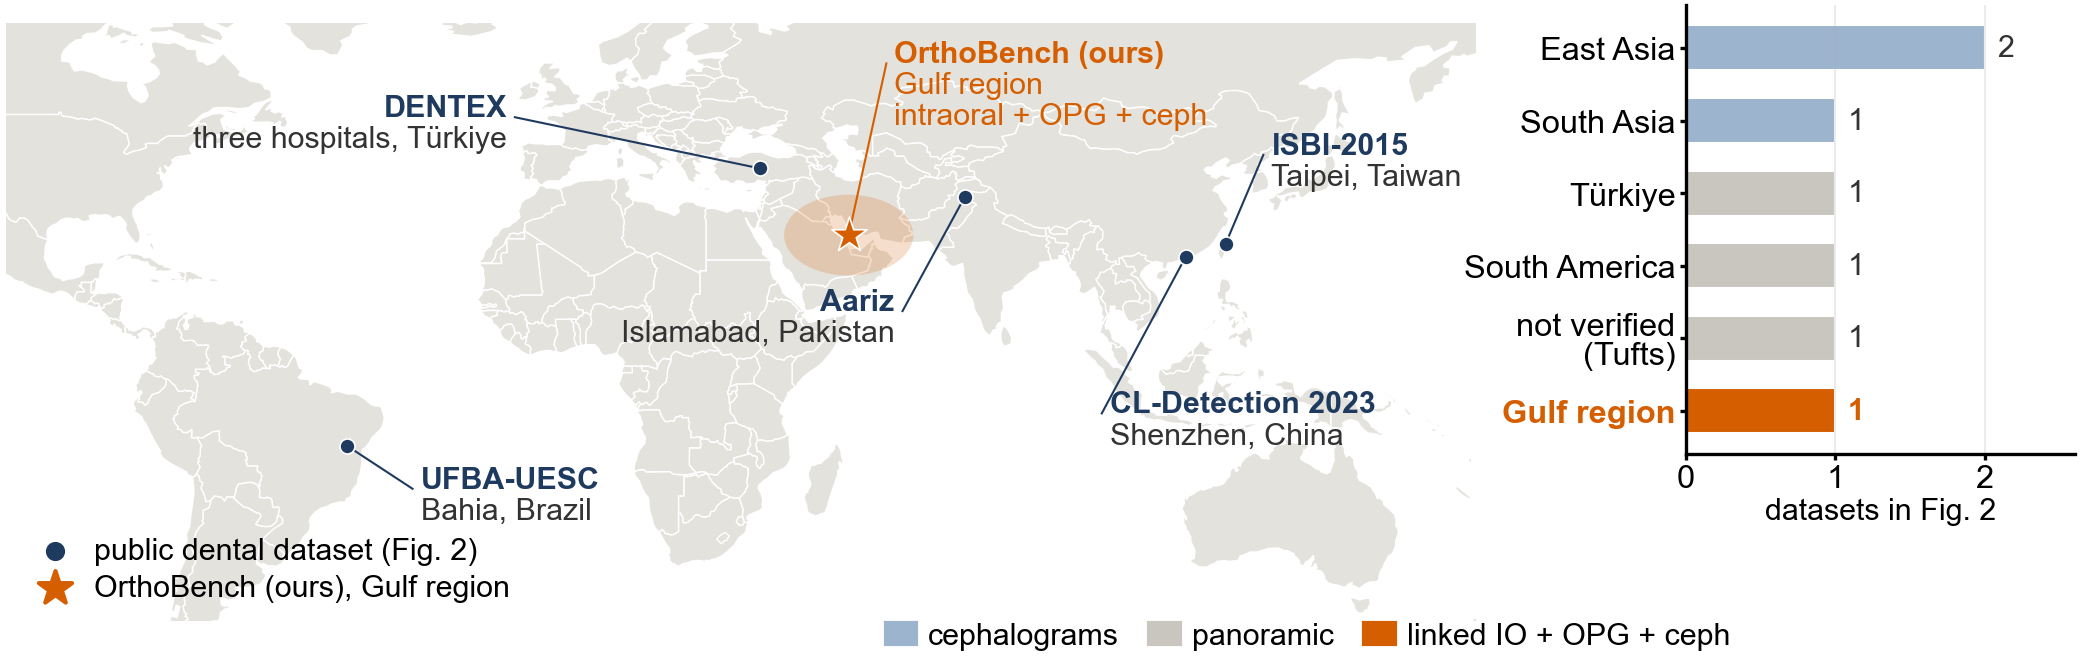 OrthoBench (ours)
Gulf region
intraoral + OPG + ceph
DENTEX
three hospitals, Türkiye
ISBI-2015
Taipei, Taiwan
Aariz
Islamabad, Pakistan
CL-Detection 2023
Shenzhen, China
UFBA-UESC
Bahia, Brazil
public dental dataset (Fig. 2)
OrthoBench (ours), Gulf region
East Asia
2
South Asia
1
Türkiye
1
South America
1
not verified
(Tufts)
1
Gulf region
1
0
1
2
datasets in Fig. 2
cephalograms
panoramic
linked IO + OPG + ceph